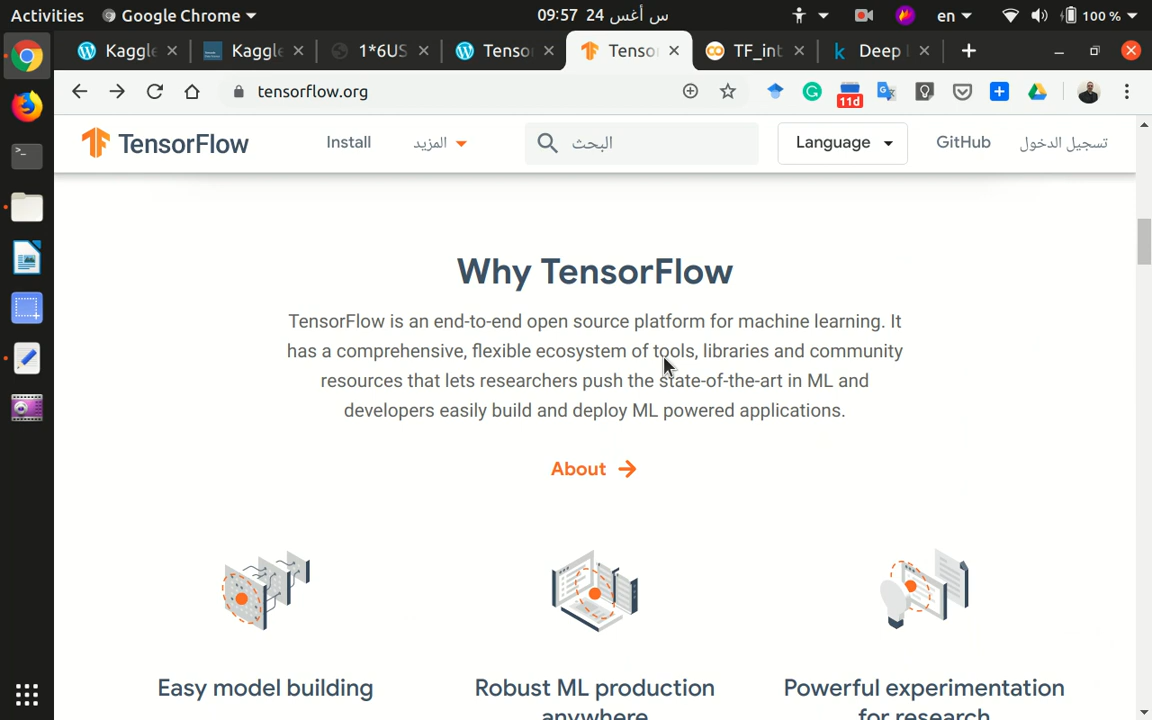 Activities
Google Chrome
09:57 24 س أغس
en
100 %
Kaggle
Kaggle
1*6US
Tensor
Tenso
TF_int
Deep
tensorflow.org
11d
TensorFlow
Install
المزيد
البحث
Language
GitHub
تسجيل الدخول
Why TensorFlow
TensorFlow is an end-to-end open source platform for machine learning. It
has a comprehensive, flexible ecosystem of tools, libraries and community
resources that lets researchers push the state-of-the-art in ML and
developers easily build and deploy ML powered applications.
About
Easy model building
Robust ML production
anywhere
Powerful experimentation
for research